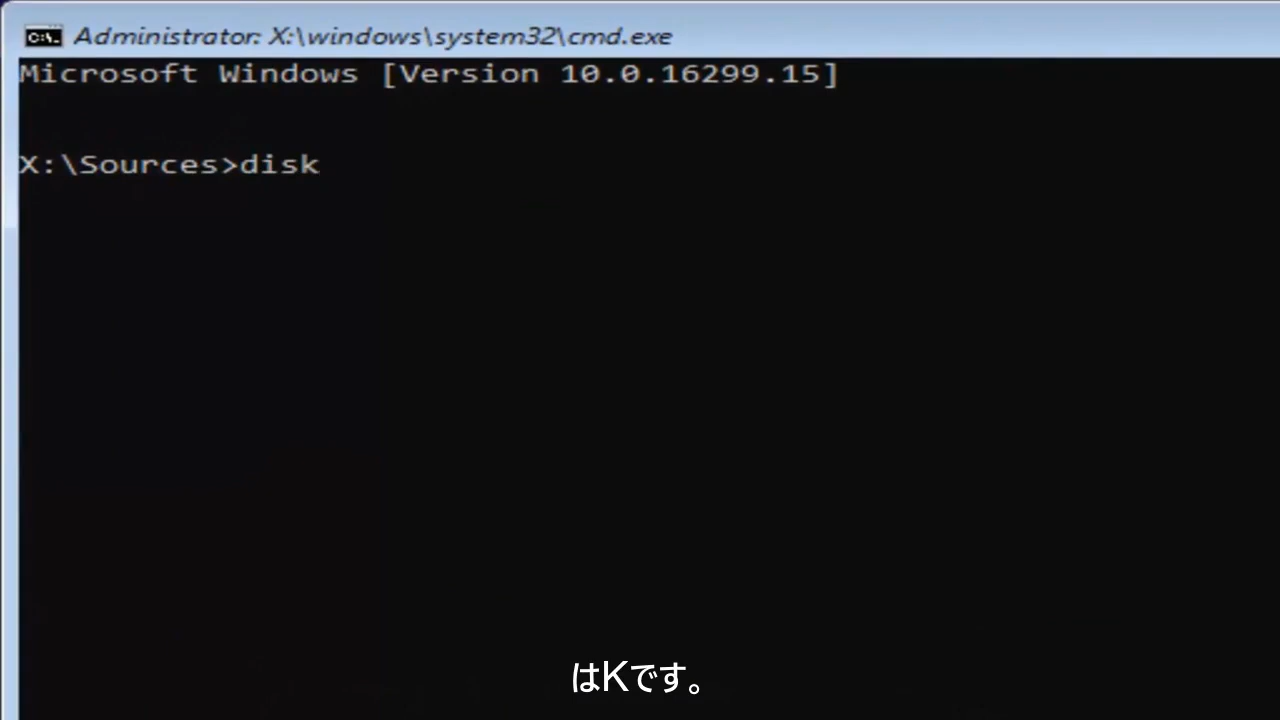 Administrator: X:\windows\system32\cmd.exe
Microsoft Windows [Version 10.0.16299.15]
X:\Sources>disk
はKです。